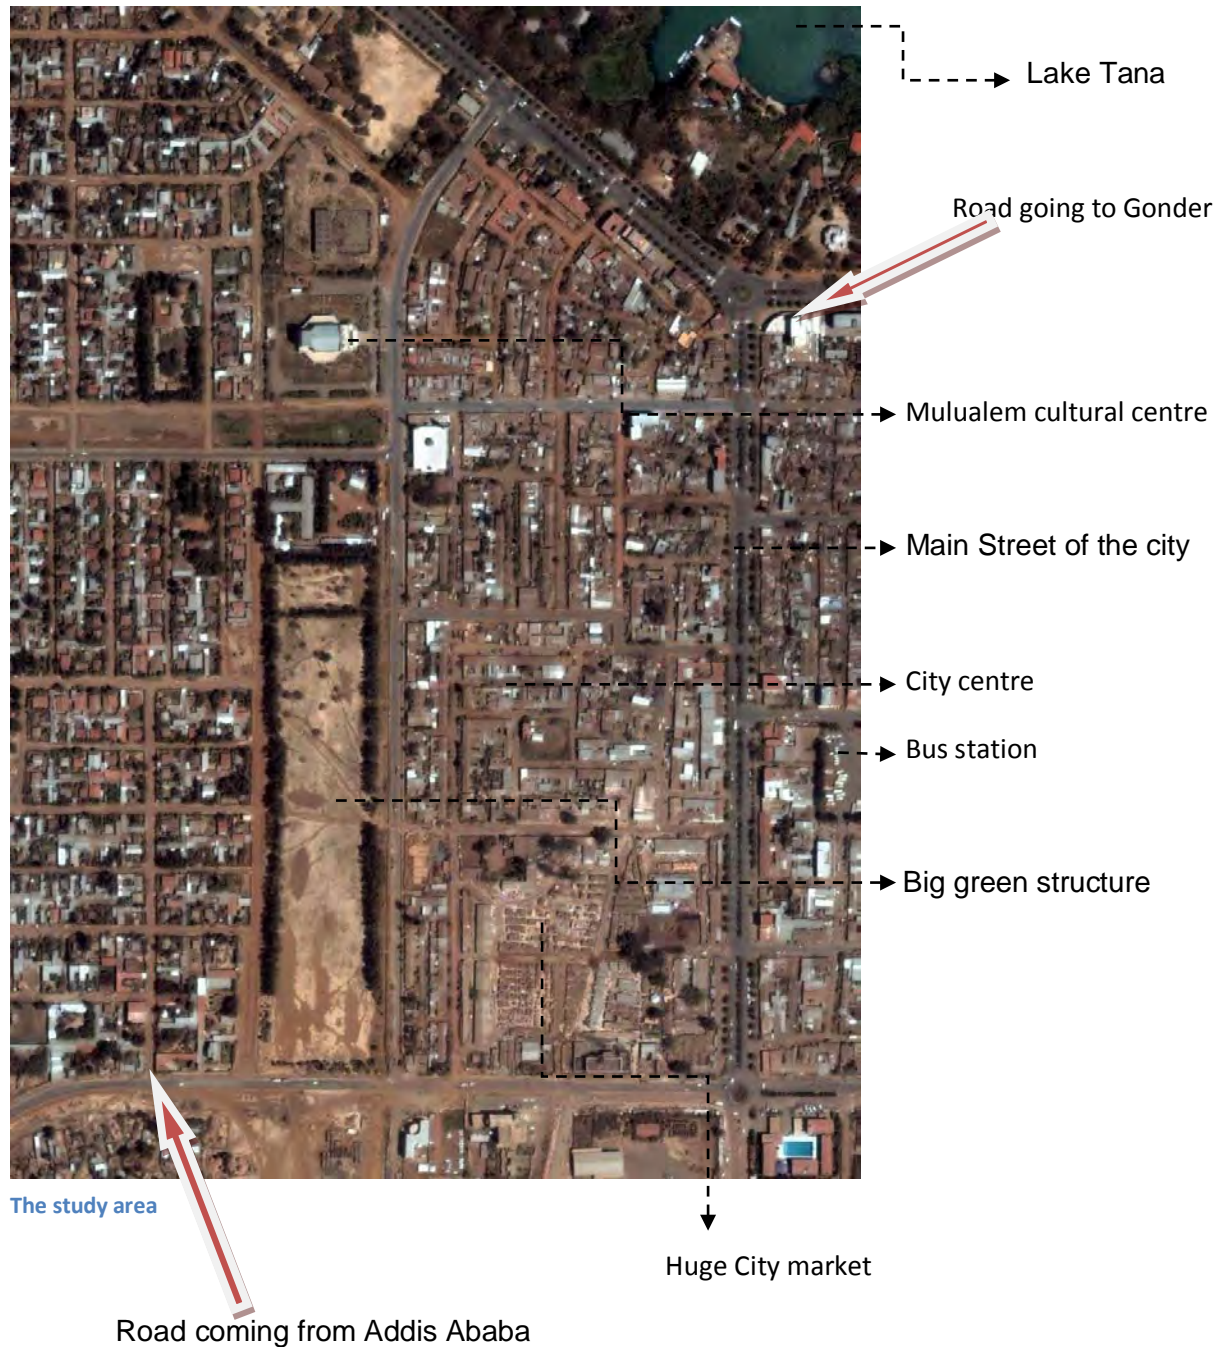 Lake Tana
Road going to Gonder
Mulualem cultural centre
Main Street of the city
City centre
Bus station
Big green structure
The study area
Huge City market
Road coming from Addis Ababa